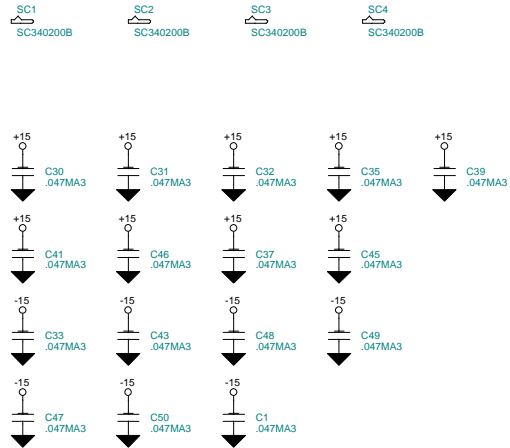 SC1 SC2 SC3 SC4
SC340200B SC340200B SC340200B SC340200B
+15 +15 +15 +15 +15
C30 C31 C32 C35 C39
.047MA3 .047MA3 .047MA3 .047MA3 .047MA3
+15 +15 +15 +15
C41 C46 C37 C45
.047MA3 .047MA3 .047MA3 .047MA3
-15 -15 -15 -15
C33 C43 C48 C49
.047MA3 .047MA3 .047MA3 .047MA3
-15 -15 -15
C47 C50 C1
.047MA3 .047MA3 .047MA3